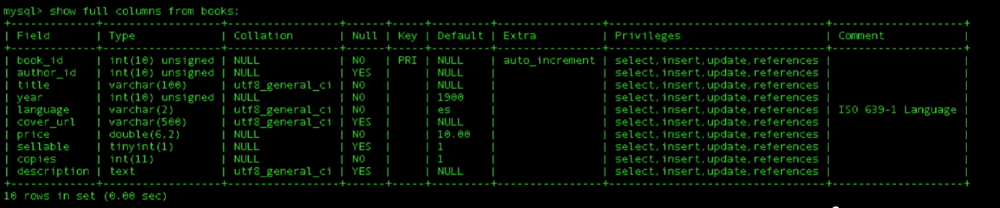 mysql> show full columns from books;
+-------------+------------------+-----------------+------+-----+---------+----------------+---------------------------------+--------------------+
| Field | Type | Collation | Null | Key | Default | Extra | Privileges | Comment |
+-------------+------------------+-----------------+------+-----+---------+----------------+---------------------------------+--------------------+
| book_id | int(10) unsigned | NULL | NO | PRI | NULL | auto_increment | select,insert,update,references | |
| author_id | int(10) unsigned | NULL | YES | | NULL | | select,insert,update,references | |
| title | varchar(100) | utf8_general_ci | NO | | NULL | | select,insert,update,references | |
| year | int(10) unsigned | NULL | NO | | 1900 | | select,insert,update,references | |
| language | varchar(2) | utf8_general_ci | NO | | es | | select,insert,update,references | ISO 639-1 Language |
| cover_url | varchar(500) | utf8_general_ci | YES | | NULL | | select,insert,update,references | |
| price | double(6,2) | NULL | NO | | 10.00 | | select,insert,update,references | |
| sellable | tinyint(1) | NULL | YES | | 1 | | select,insert,update,references | |
| copies | int(11) | NULL | NO | | 1 | | select,insert,update,references | |
| description | text | utf8_general_ci | YES | | NULL | | select,insert,update,references | |
+-------------+------------------+-----------------+------+-----+---------+----------------+---------------------------------+--------------------+
10 rows in set (0.00 sec)